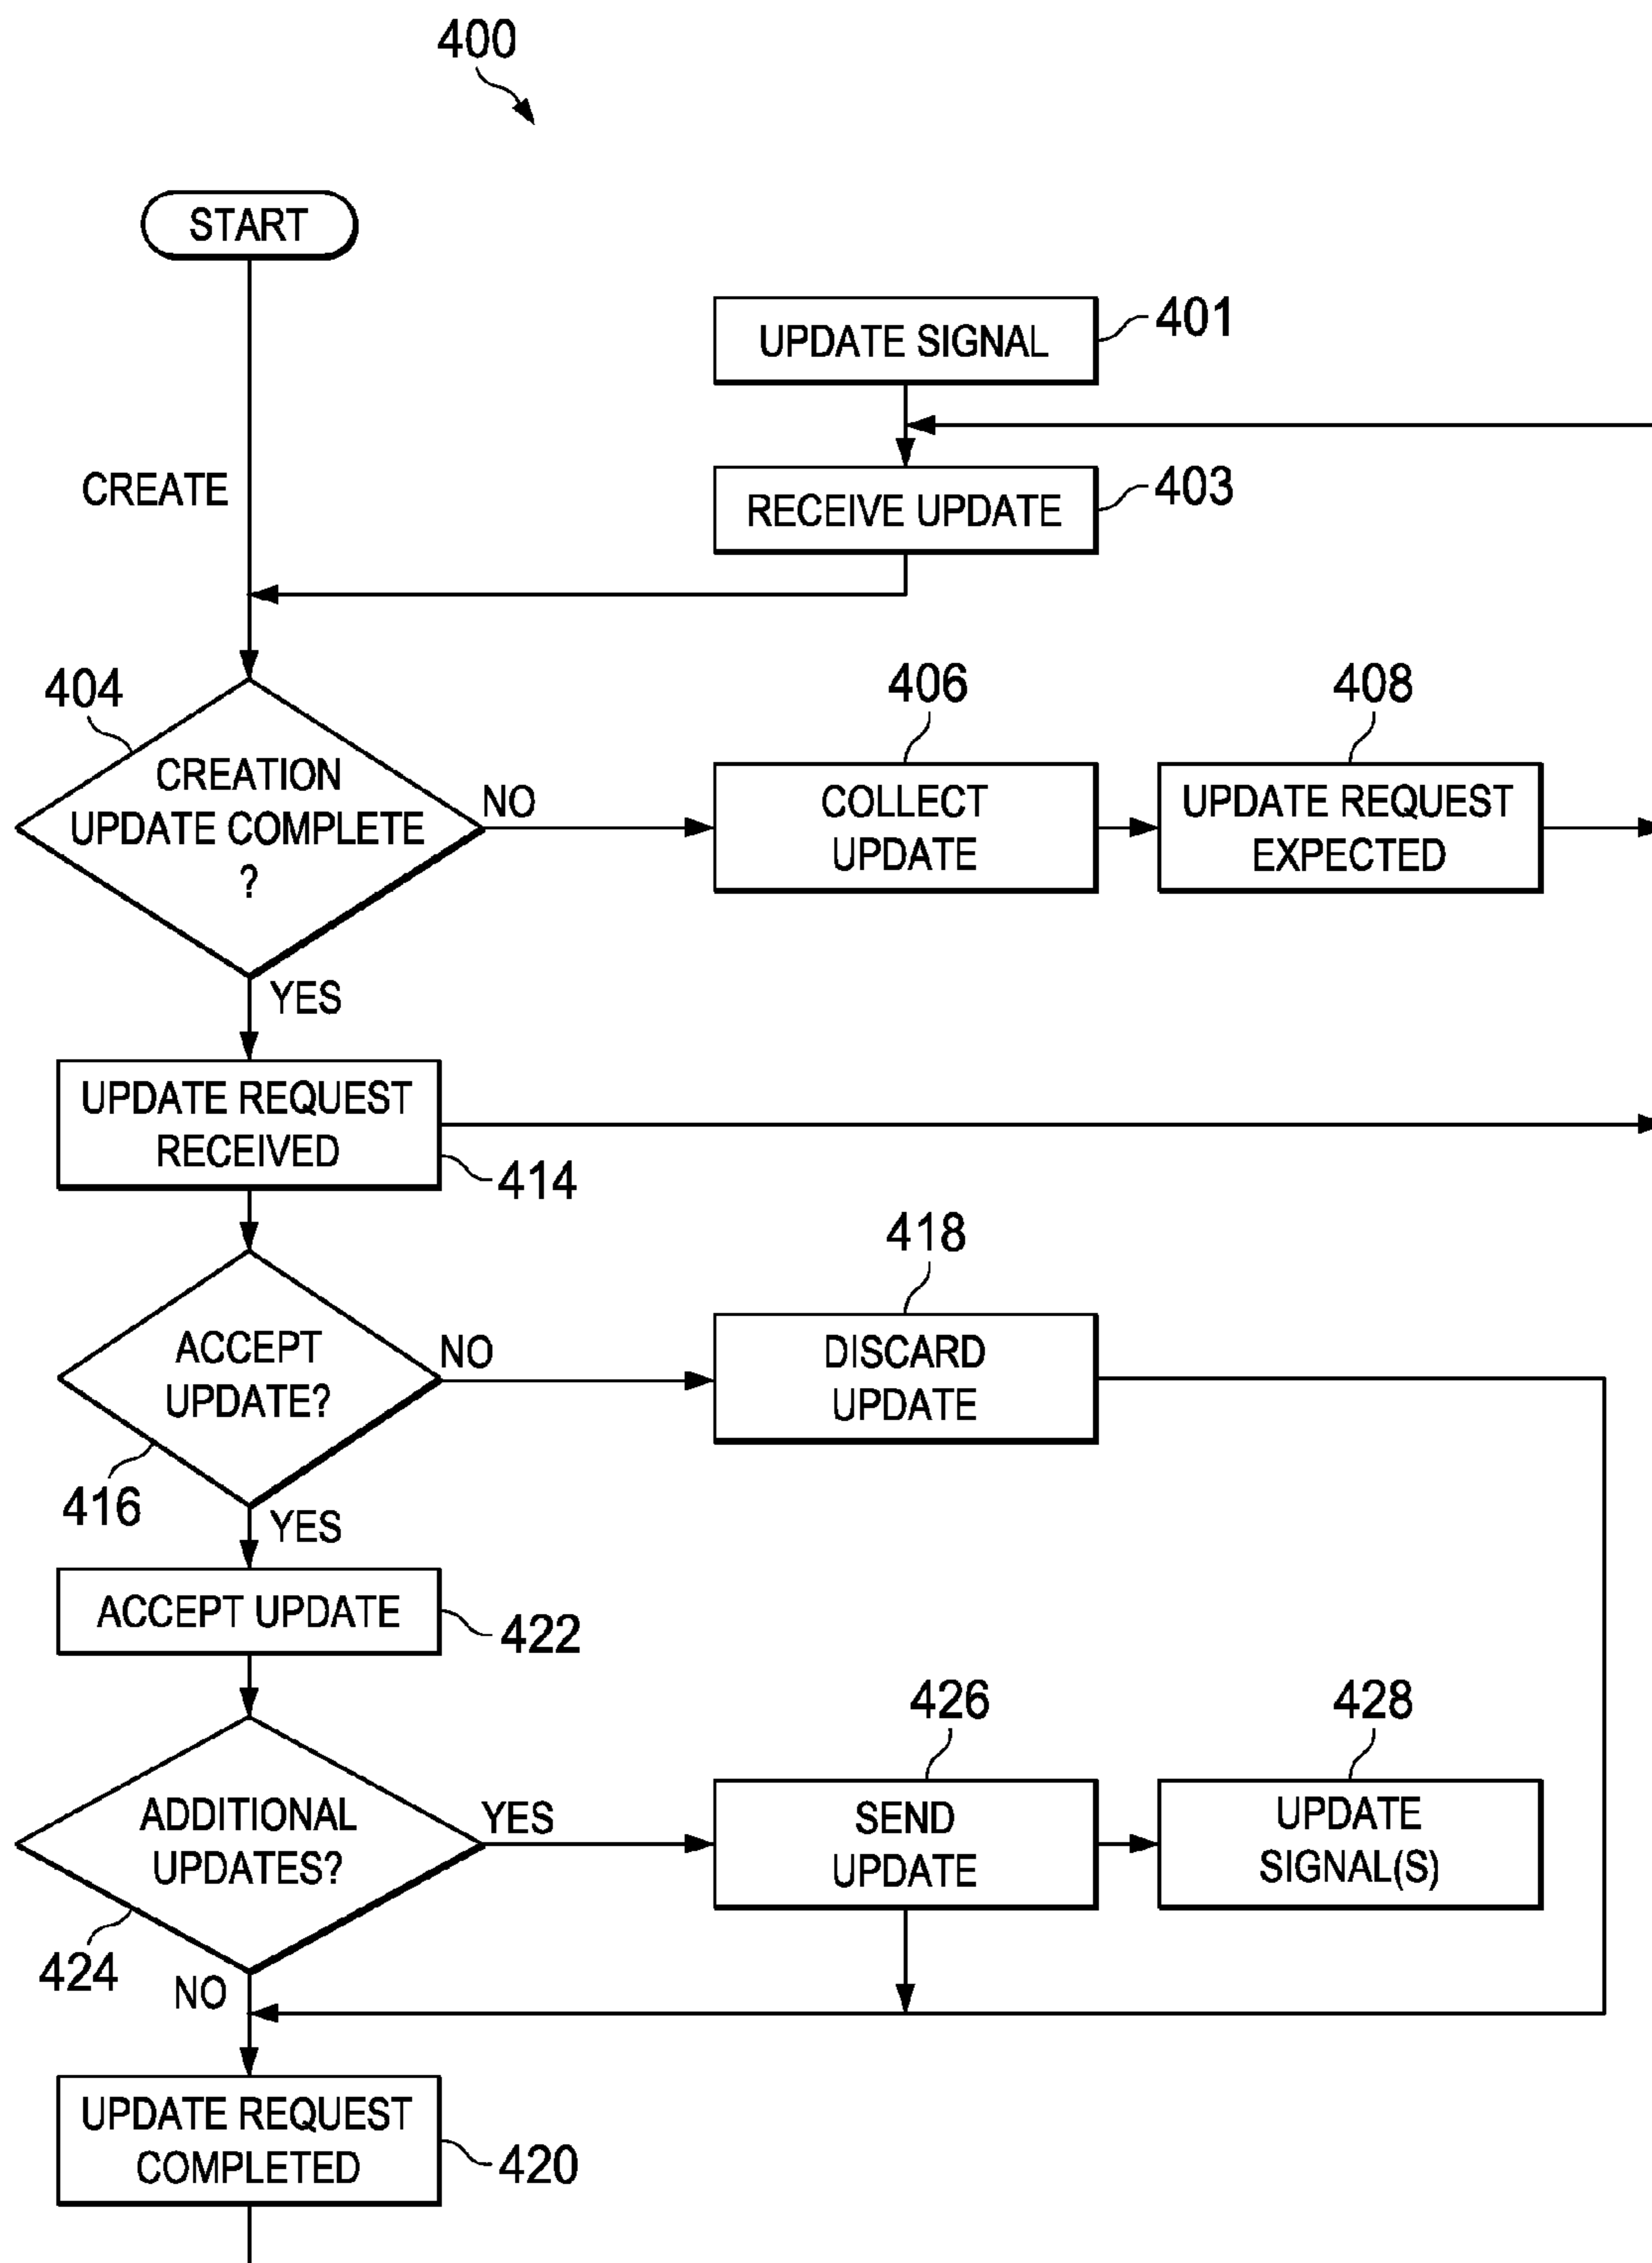 400
START
UPDATE SIGNAL
401
CREATE
RECEIVE UPDATE
403
404
CREATION
UPDATE COMPLETE
?
NO
406
COLLECT
UPDATE
408
UPDATE REQUEST
EXPECTED
YES
UPDATE REQUEST
RECEIVED
414
ACCEPT
UPDATE?
416
NO
418
DISCARD
UPDATE
YES
ACCEPT UPDATE
422
ADDITIONAL
UPDATES?
424
YES
426
SEND
UPDATE
428
UPDATE
SIGNAL(S)
NO
UPDATE REQUEST
COMPLETED
420